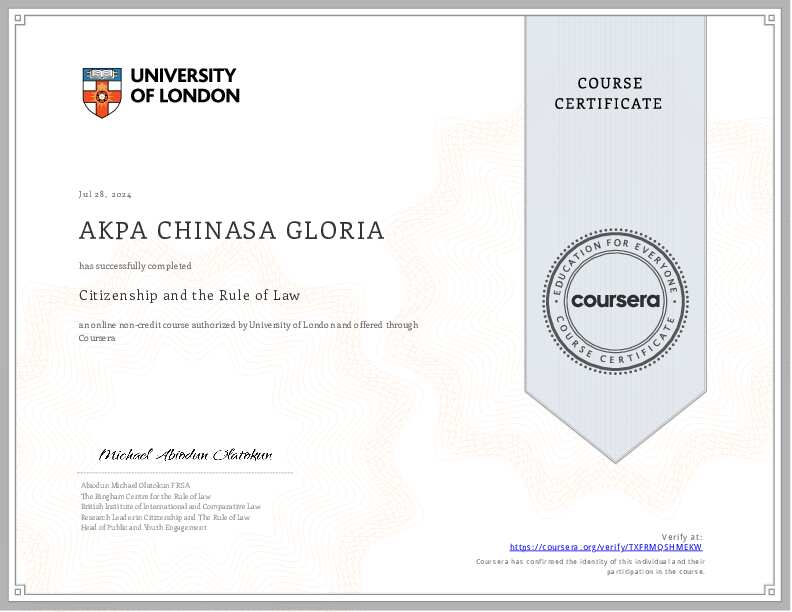 UNIVERSITY
OF LONDON
COURSE
CERTIFICATE
Jul 28, 2024
AKPA CHINASA GLORIA
has successfully completed
Citizenship and the Rule of Law
an online non-credit course authorized by University of London and offered through
Coursera
EDUCATION FOR EVERYONE
coursera
COURSE CERTIFICATE
Michael Abiodun Olatokun
Abiodun Michael Olatokun FRSA
The Bingham Centre for the Rule of law
British Institute of International and Comparative Law
Research Leader in Citizenship and The Rule of law
Head of Public and Youth Engagement
Verify at:
https://coursera.org/verify/TXFRMQSHMEKW
Coursera has confirmed the identity of this individual and their
participation in the course.